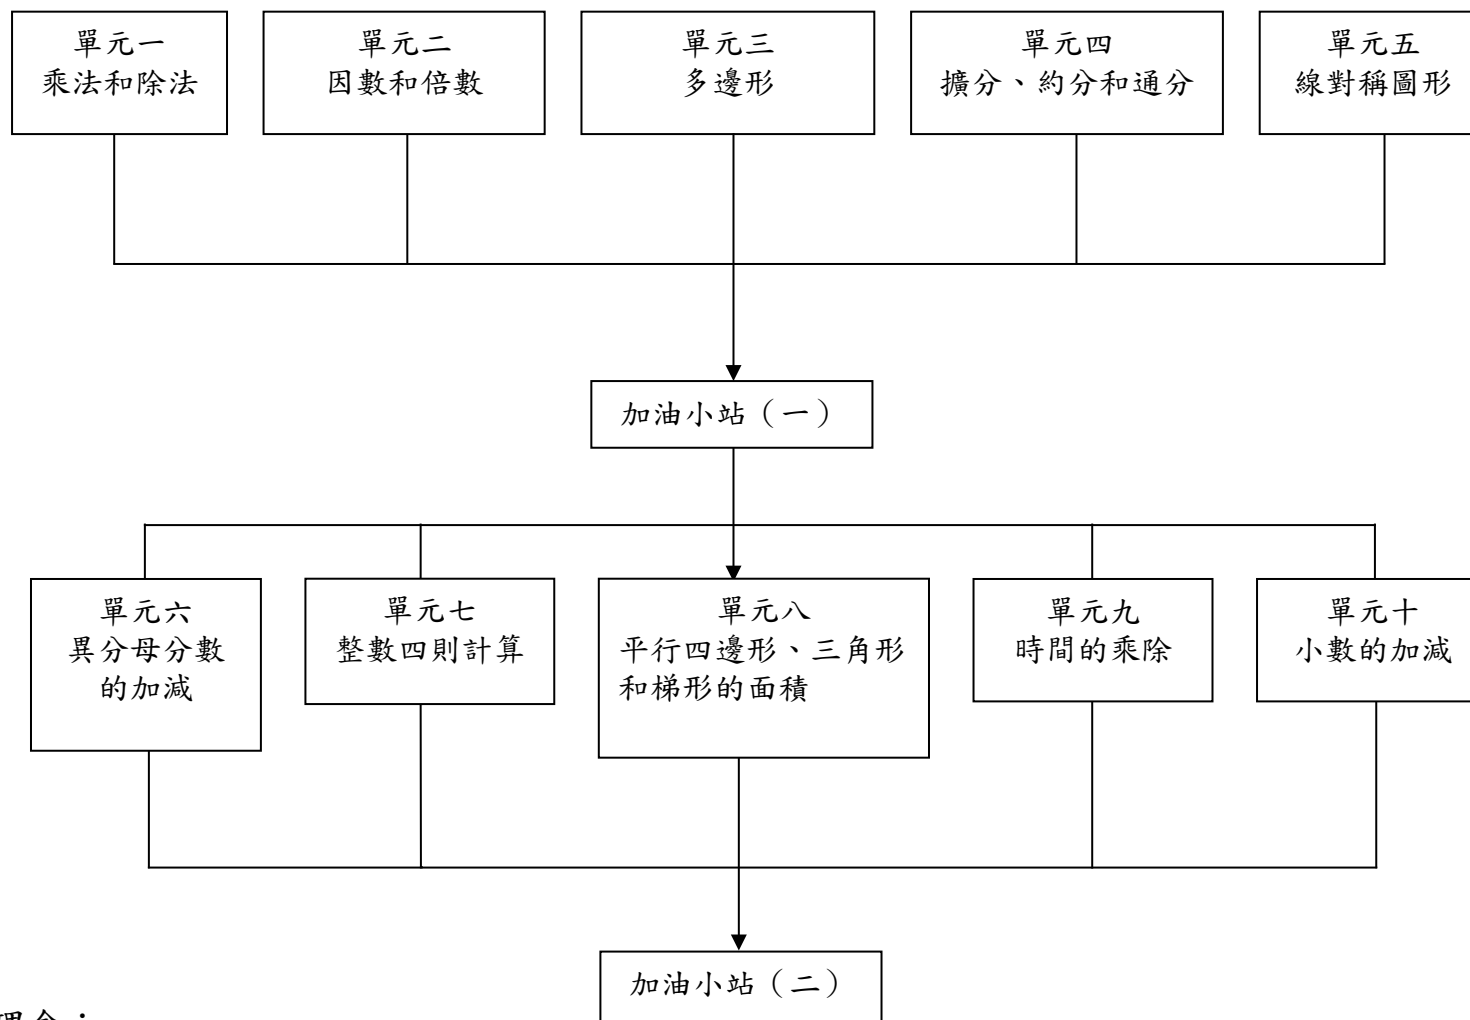 單元一
乘法和除法
單元二
因數和倍數
單元三
多邊形
單元四
擴分、約分和通分
單元五
線對稱圖形
加油小站（一）
單元六
異分母分數
的加減
單元七
整數四則計算
單元八
平行四邊形、三角形
和梯形的面積
單元九
時間的乘除
單元十
小數的加減
加油小站（二）